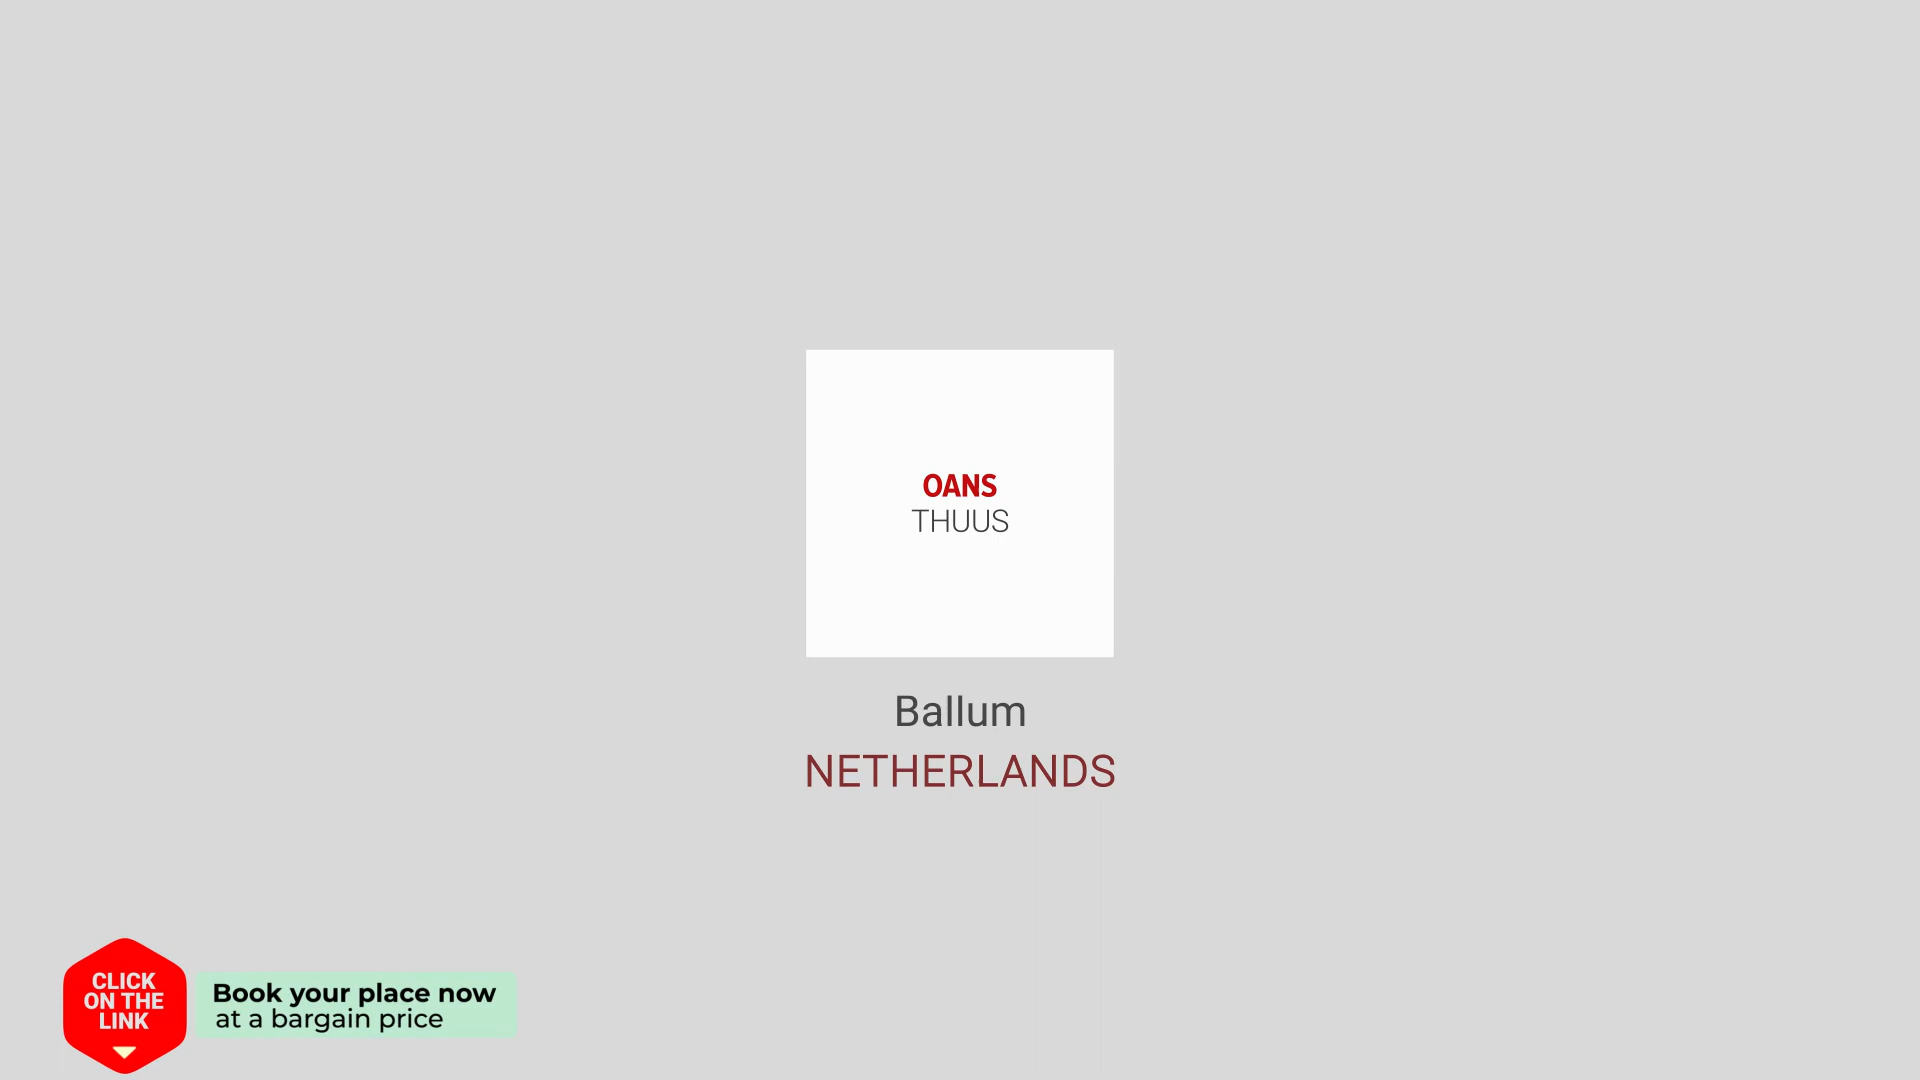 OANS
THUUS
Ballum
NETHERLANDS
CLICK
ON THE
LINK
Book your place now
at a bargain price